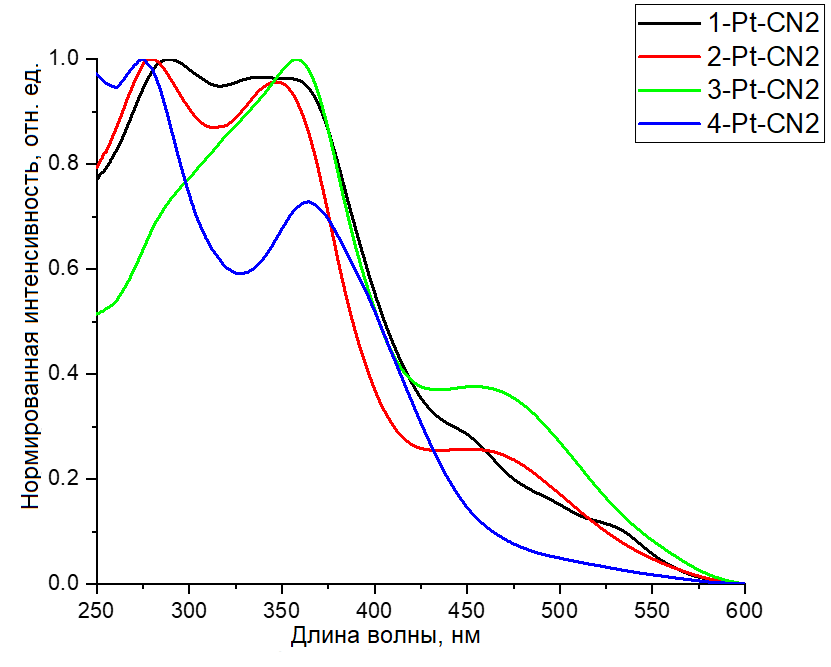 1-Pt-CN2
2-Pt-CN2
3-Pt-CN2
4-Pt-CN2
Нормированная интенсивность, отн. ед.
1.0
0.8
0.6
0.4
0.2
0.0
250 300 350 400 450 500 550 600
Длина волны, нм